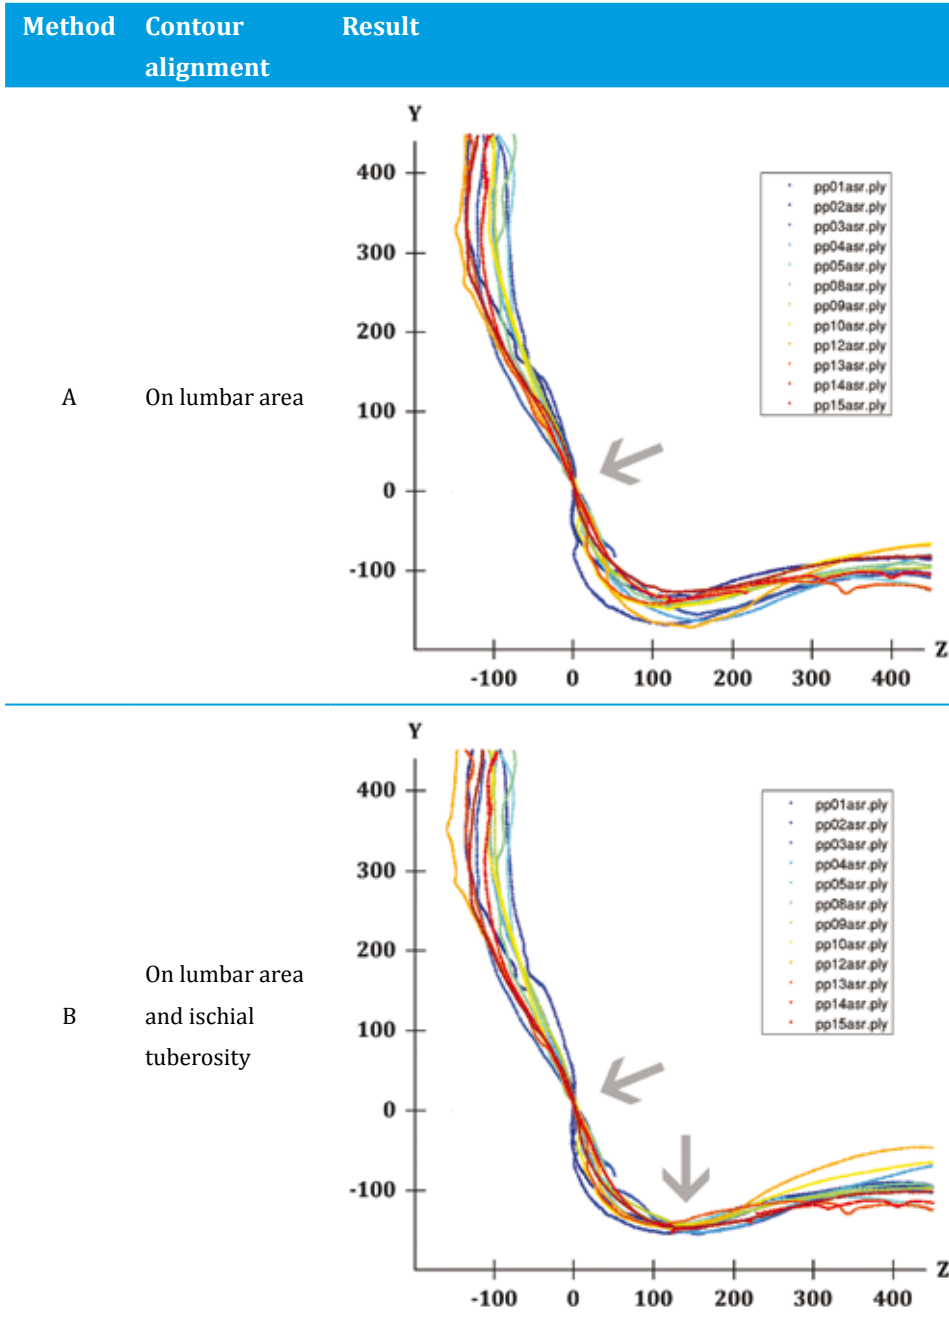 Method Contour alignment Result
A On lumbar area
Y
400
300
200
100
0
-100
-100 0 100 200 300 400 Z
pp01asr.ply
pp02asr.ply
pp03asr.ply
pp04asr.ply
pp05asr.ply
pp08asr.ply
pp09asr.ply
pp10asr.ply
pp12asr.ply
pp13asr.ply
pp14asr.ply
pp15asr.ply
B On lumbar area
and ischial
tuberosity
Y
400
300
200
100
0
-100
-100 0 100 200 300 400 Z
pp01asr.ply
pp02asr.ply
pp03asr.ply
pp04asr.ply
pp05asr.ply
pp08asr.ply
pp09asr.ply
pp10asr.ply
pp12asr.ply
pp13asr.ply
pp14asr.ply
pp15asr.ply